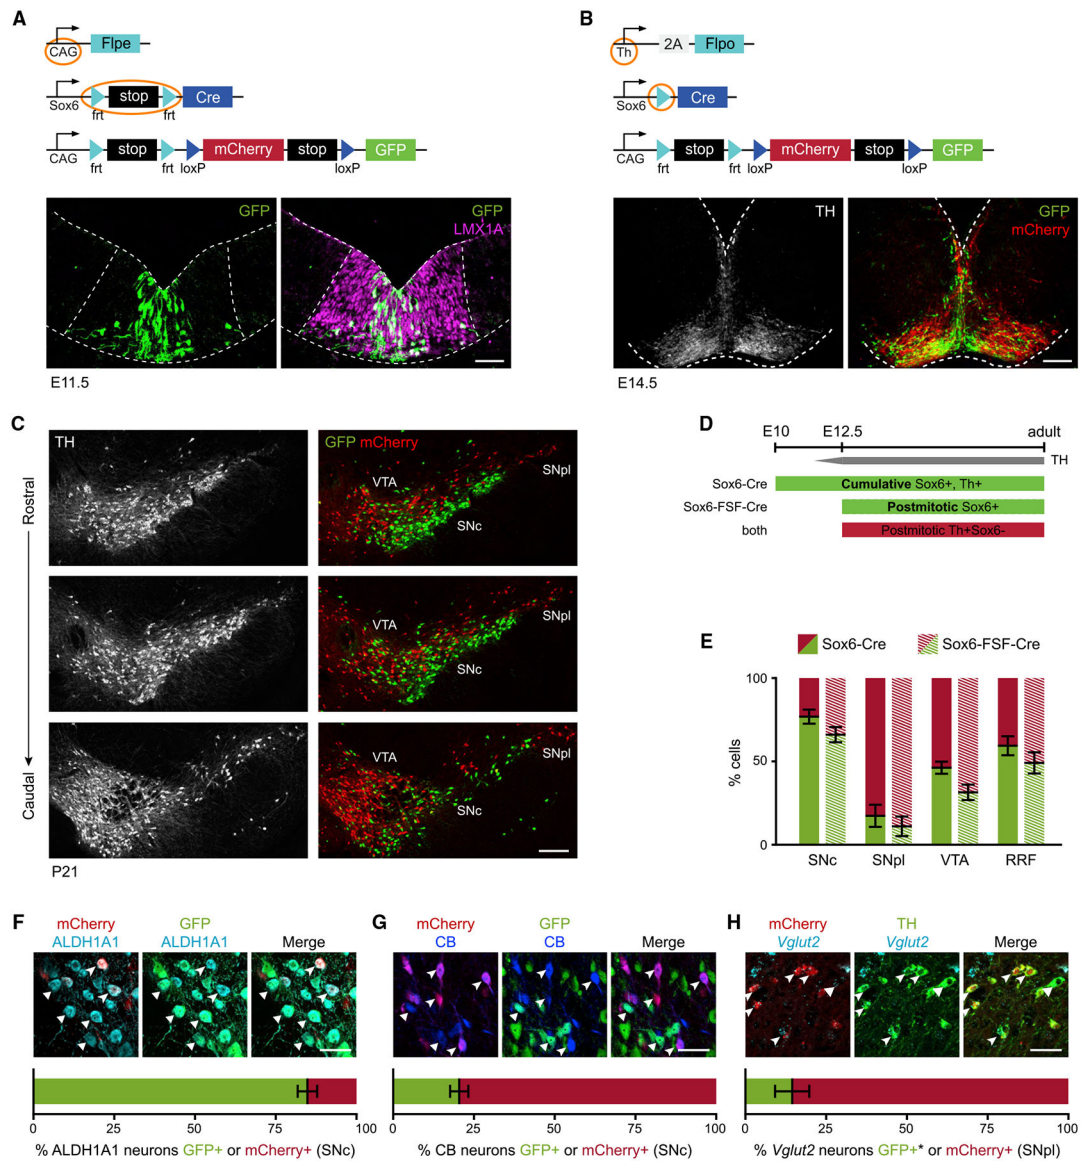 A
CAG
Flpe
Sox6
frt
stop
frt
Cre
CAG
frt
stop
frt
loxP
mCherry
stop
loxP
GFP
GFP
GFP
LMX1A
E11.5
B
Th
2A
Flpo
Sox6
Cre
CAG
frt
stop
frt
loxP
mCherry
stop
loxP
GFP
TH
GFP
mCherry
E14.5
C
Rostral
Caudal
TH
GFP mCherry
VTA
SNpl
SNc
VTA
SNpl
SNc
VTA
SNpl
SNc
P21
D
E10 E12.5 adult
TH
Sox6-Cre Cumulative Sox6+, Th+
Sox6-FSF-Cre Postmitotic Sox6+
both Postmitotic Th+Sox6-
E
Sox6-Cre Sox6-FSF-Cre
% cells
100
50
0
SNc SNpl VTA RRF
F
mCherry
ALDH1A1
GFP
ALDH1A1
Merge
0 25 50 75 100
% ALDH1A1 neurons GFP+ or mCherry+ (SNc)
G
mCherry
CB
GFP
CB
Merge
0 25 50 75 100
% CB neurons GFP+ or mCherry+ (SNc)
H
mCherry
Vglut2
TH
Vglut2
Merge
0 25 50 75 100
% Vglut2 neurons GFP+* or mCherry+ (SNpl)